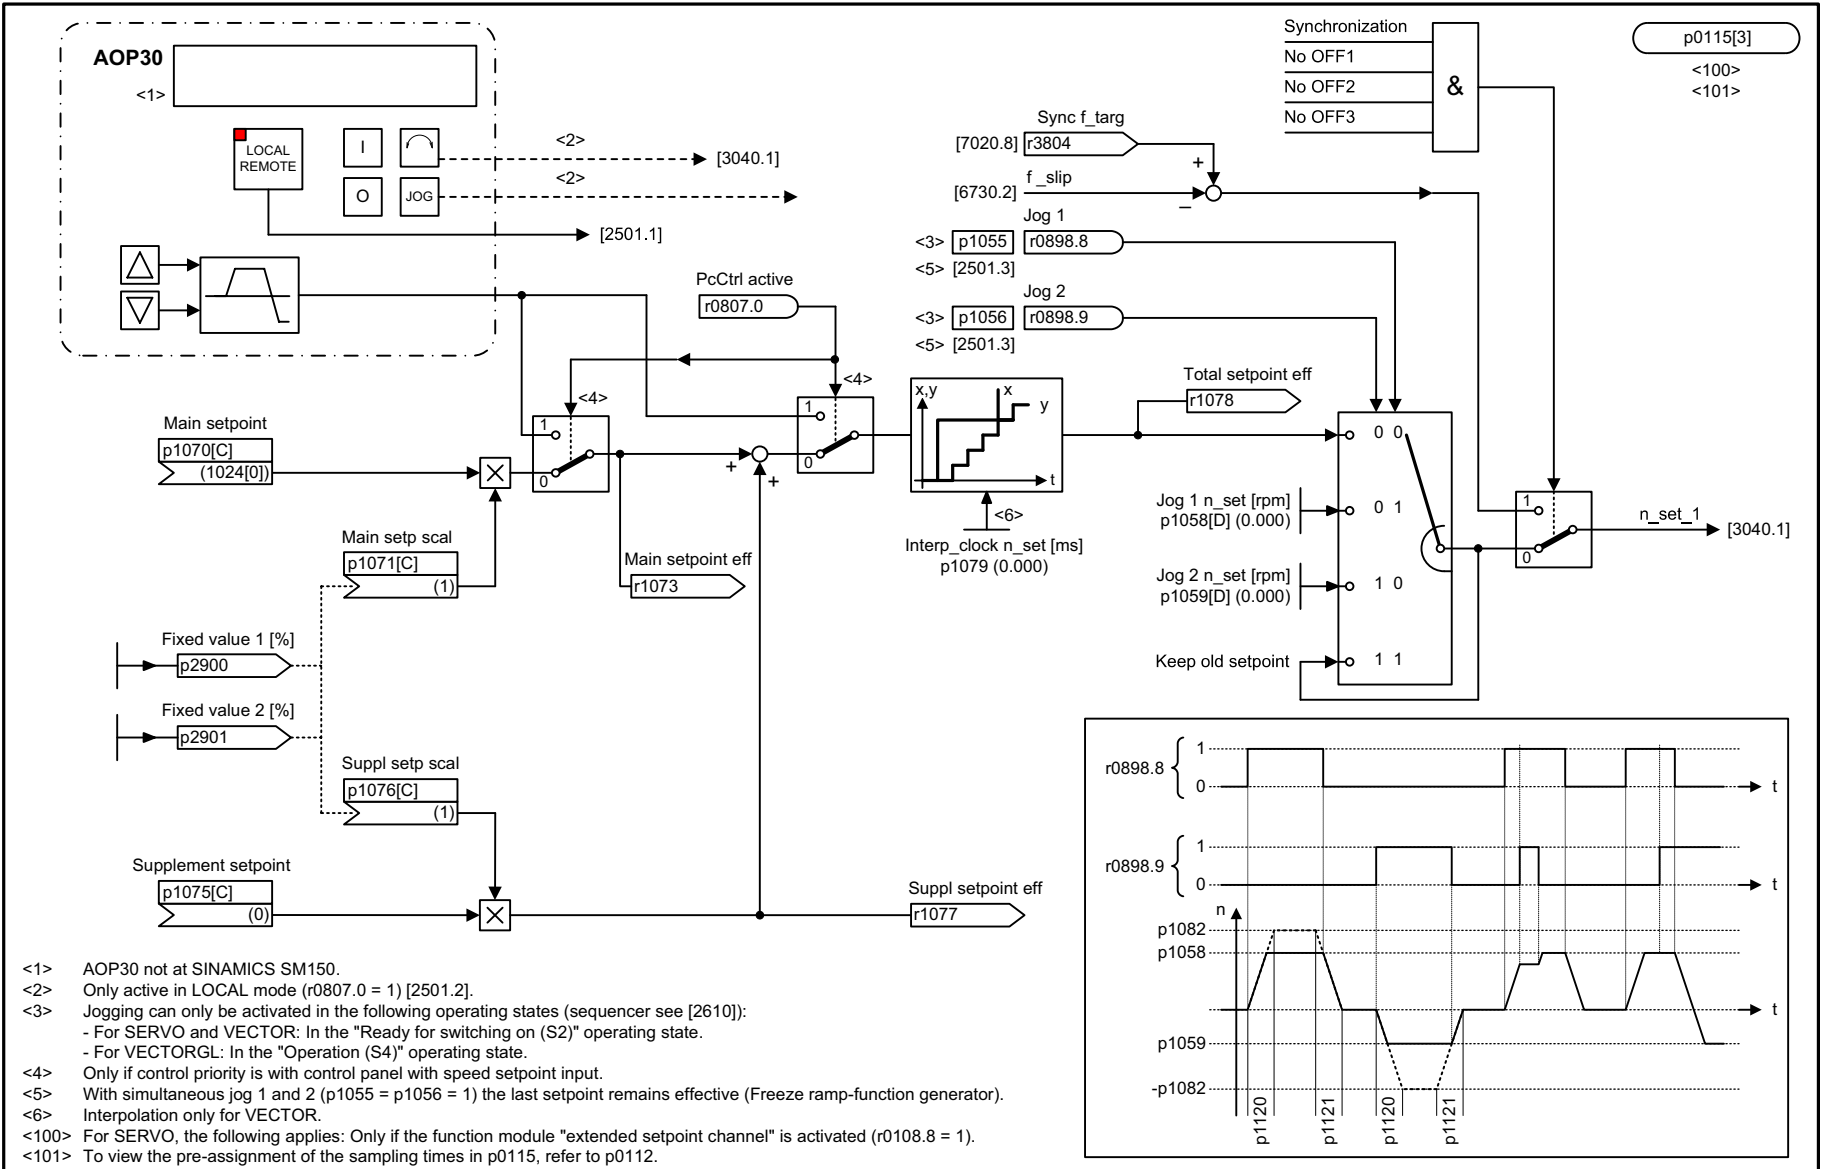 AOP30
<1>
LOCAL
REMOTE
I
O
JOG
<2>
[3040.1]
<2>
[2501.1]
Synchronization
No OFF1
No OFF2
No OFF3
&
p0115[3]
<100>
<101>
Sync f_targ
[7020.8] r3804
+
f _slip
[6730.2]
–
Jog 1
<3> p1055 r0898.8
<5> [2501.3]
Jog 2
<3> p1056 r0898.9
<5> [2501.3]
PcCtrl active
r0807.0
<4>
<4>
1
0
1
0
+
+
x,y
x
y
t
<6>
Interp_clock n_set [ms]
p1079 (0.000)
Total setpoint eff
r1078
Main setpoint
p1070[C]
(1024[0])
Main setp scal
p1071[C]
(1)
Main setpoint eff
r1073
0 0
Jog 1 n_set [rpm]
p1058[D] (0.000)
0 1
Jog 2 n_set [rpm]
p1059[D] (0.000)
1 0
Keep old setpoint
1 1
1
0
n_set_1
[3040.1]
Fixed value 1 [%]
p2900
Fixed value 2 [%]
p2901
Suppl setp scal
p1076[C]
(1)
Supplement setpoint
p1075[C]
(0)
Suppl setpoint eff
r1077
r0898.8
1
0
t
r0898.9
1
0
t
n
p1082
p1058
t
p1059
-p1082
p1120
p1121
p1120
p1121
<1> AOP30 not at SINAMICS SM150.
<2> Only active in LOCAL mode (r0807.0 = 1) [2501.2].
<3> Jogging can only be activated in the following operating states (sequencer see [2610]):
- For SERVO and VECTOR: In the "Ready for switching on (S2)" operating state.
- For VECTORGL: In the "Operation (S4)" operating state.
<4> Only if control priority is with control panel with speed setpoint input.
<5> With simultaneous jog 1 and 2 (p1055 = p1056 = 1) the last setpoint remains effective (Freeze ramp-function generator).
<6> Interpolation only for VECTOR.
<100> For SERVO, the following applies: Only if the function module "extended setpoint channel" is activated (r0108.8 = 1).
<101> To view the pre-assignment of the sampling times in p0115, refer to p0112.